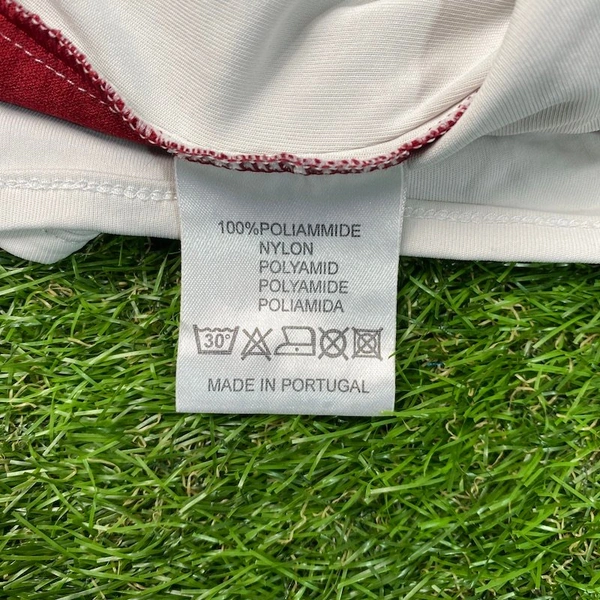 100%POLIAMMIDE
NYLON
POLYAMID
POLYAMIDE
POLIAMIDA
30°
MADE IN PORTUGAL